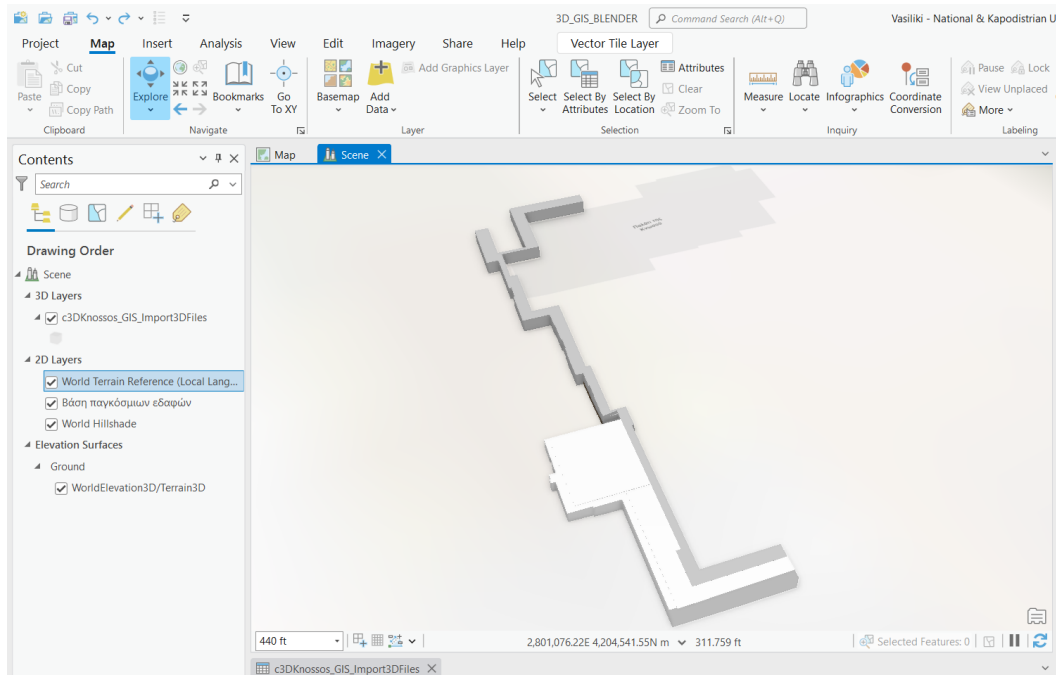 3D_GIS_BLENDER
Command Search (Alt+Q)
Vasiliki - National & Kapodistrian U
Project Map Insert Analysis View Edit Imagery Share Help Vector Tile Layer
Paste
Cut
Copy
Copy Path
Clipboard
Explore
Bookmarks
Go To XY
Navigate
Basemap
Add Data
Add Graphics Layer
Layer
Select
Select By Attributes
Select By Location
Attributes
Clear
Zoom To
Selection
Measure
Locate
Infographics
Coordinate Conversion
Inquiry
Pause
Lock
View Unplaced
More
Labeling
Contents
Search
Drawing Order
Scene
3D Layers
c3DKnossos_GIS_Import3DFiles
2D Layers
World Terrain Reference (Local Lang...
Βάση παγκόσμιων εδαφών
World Hillshade
Elevation Surfaces
Ground
WorldElevation3D/Terrain3D
Map
Scene
440 ft
2,801,076.22E 4,204,541.55N m
311.759 ft
Selected Features: 0
c3DKnossos_GIS_Import3DFiles